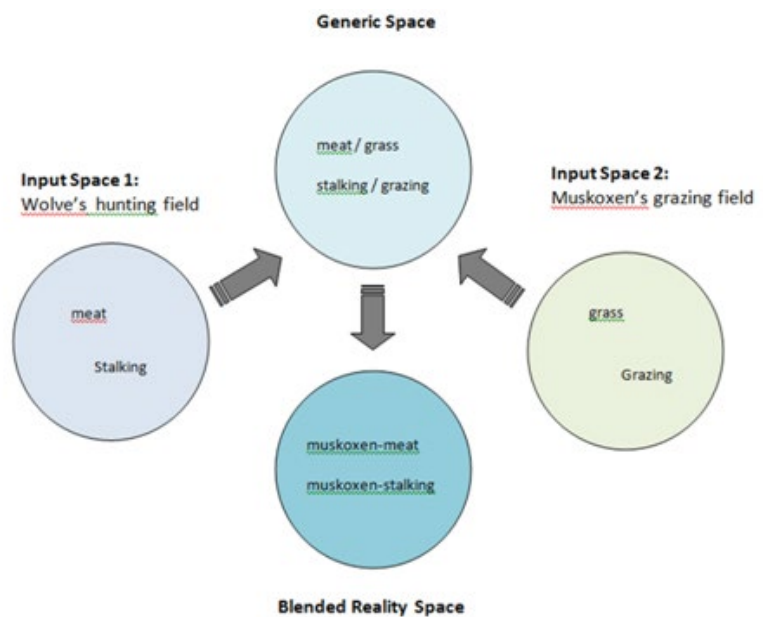 Generic Space
meat / grass
stalking / grazing
Input Space 1:
Wolve's hunting field
meat
Stalking
Input Space 2:
Muskoxen's grazing field
grass
Grazing
muskoxen-meat
muskoxen-stalking
Blended Reality Space